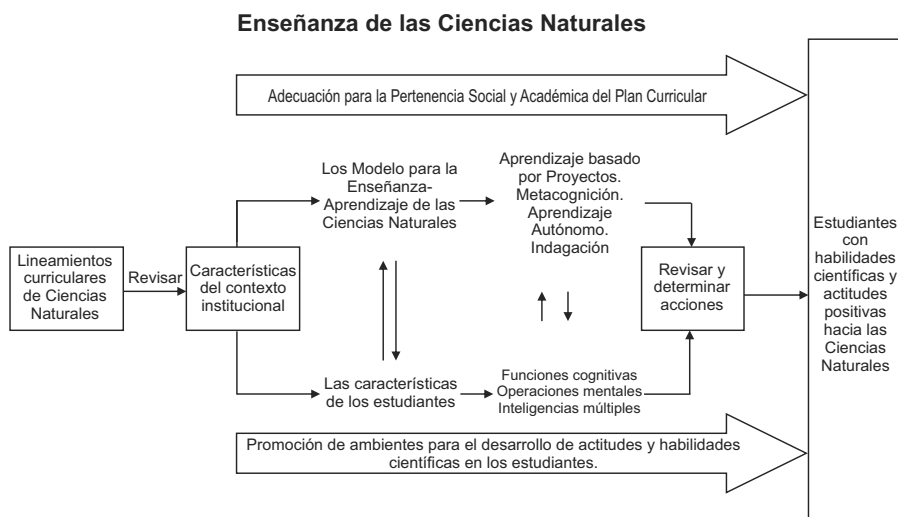 Enseñanza de las Ciencias Naturales
Adecuación para la Pertenencia Social y Académica del Plan Curricular
Lineamientos
curriculares
de Ciencias
Naturales
Revisar
Características
del contexto
institucional
Los Modelo para la
Enseñanza-
Aprendizaje de las
Ciencias Naturales
Aprendizaje basado
por Proyectos.
Metacognición.
Aprendizaje
Autónomo.
Indagación
Las características
de los estudiantes
Funciones cognitivas
Operaciones mentales
Inteligencias múltiples
Revisar y
determinar
acciones
Estudiantes
con
habilidades
científicas y
actitudes
positivas
hacia las
Ciencias
Naturales
Promoción de ambientes para el desarrollo de actitudes y habilidades
científicas en los estudiantes.